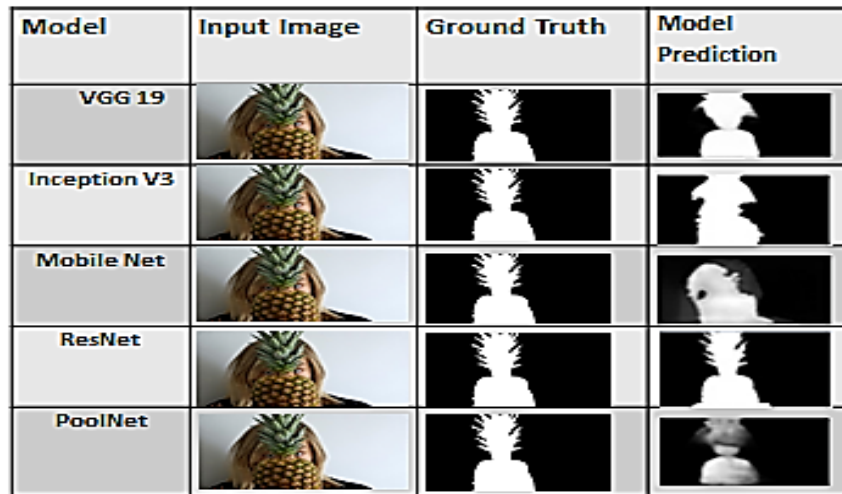 Model Input Image Ground Truth Model
Prediction
VGG 19
Inception V3
Mobile Net
ResNet
PoolNet